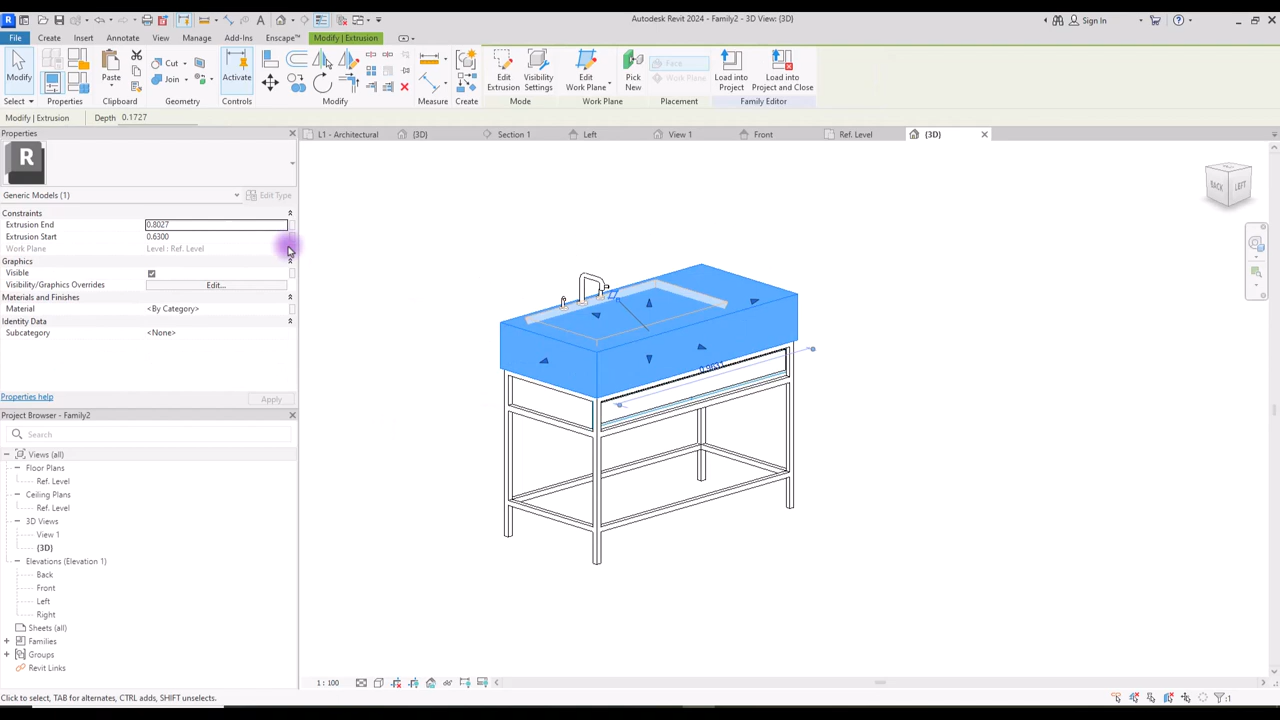 Autodesk Revit 2024 - Family2 - 3D View: {3D}
Sign In
File Create Insert Annotate View Manage Add-Ins Enscape™ Modify | Extrusion
Modify
Paste
Cut
Join
Activate
Edit Extrusion
Visibility Settings
Edit Work Plane
Pick New
Face
Work Plane
Load into Project
Load into Project and Close
Select Properties Clipboard Geometry Controls Modify Measure Create Mode Work Plane Placement Family Editor
Modify | Extrusion Depth 0.1727
Properties
L1 - Architectural {3D} Section 1 Left View 1 Front Ref. Level {3D}
R
Generic Models (1) Edit Type
Constraints
Extrusion End 0.8027
Extrusion Start 0.6300
Work Plane Level : Ref. Level
Graphics
Visible
Visibility/Graphics Overrides Edit...
Materials and Finishes
Material <By Category>
Identity Data
Subcategory <None>
Properties help Apply
Project Browser - Family2
Search
Views (all)
Floor Plans
Ref. Level
Ceiling Plans
Ref. Level
3D Views
View 1
{3D}
Elevations (Elevation 1)
Back
Front
Left
Right
Sheets (all)
Families
Groups
Revit Links
BACK LEFT
1 : 100
Click to select, TAB for alternates, CTRL adds, SHIFT unselects.
:1